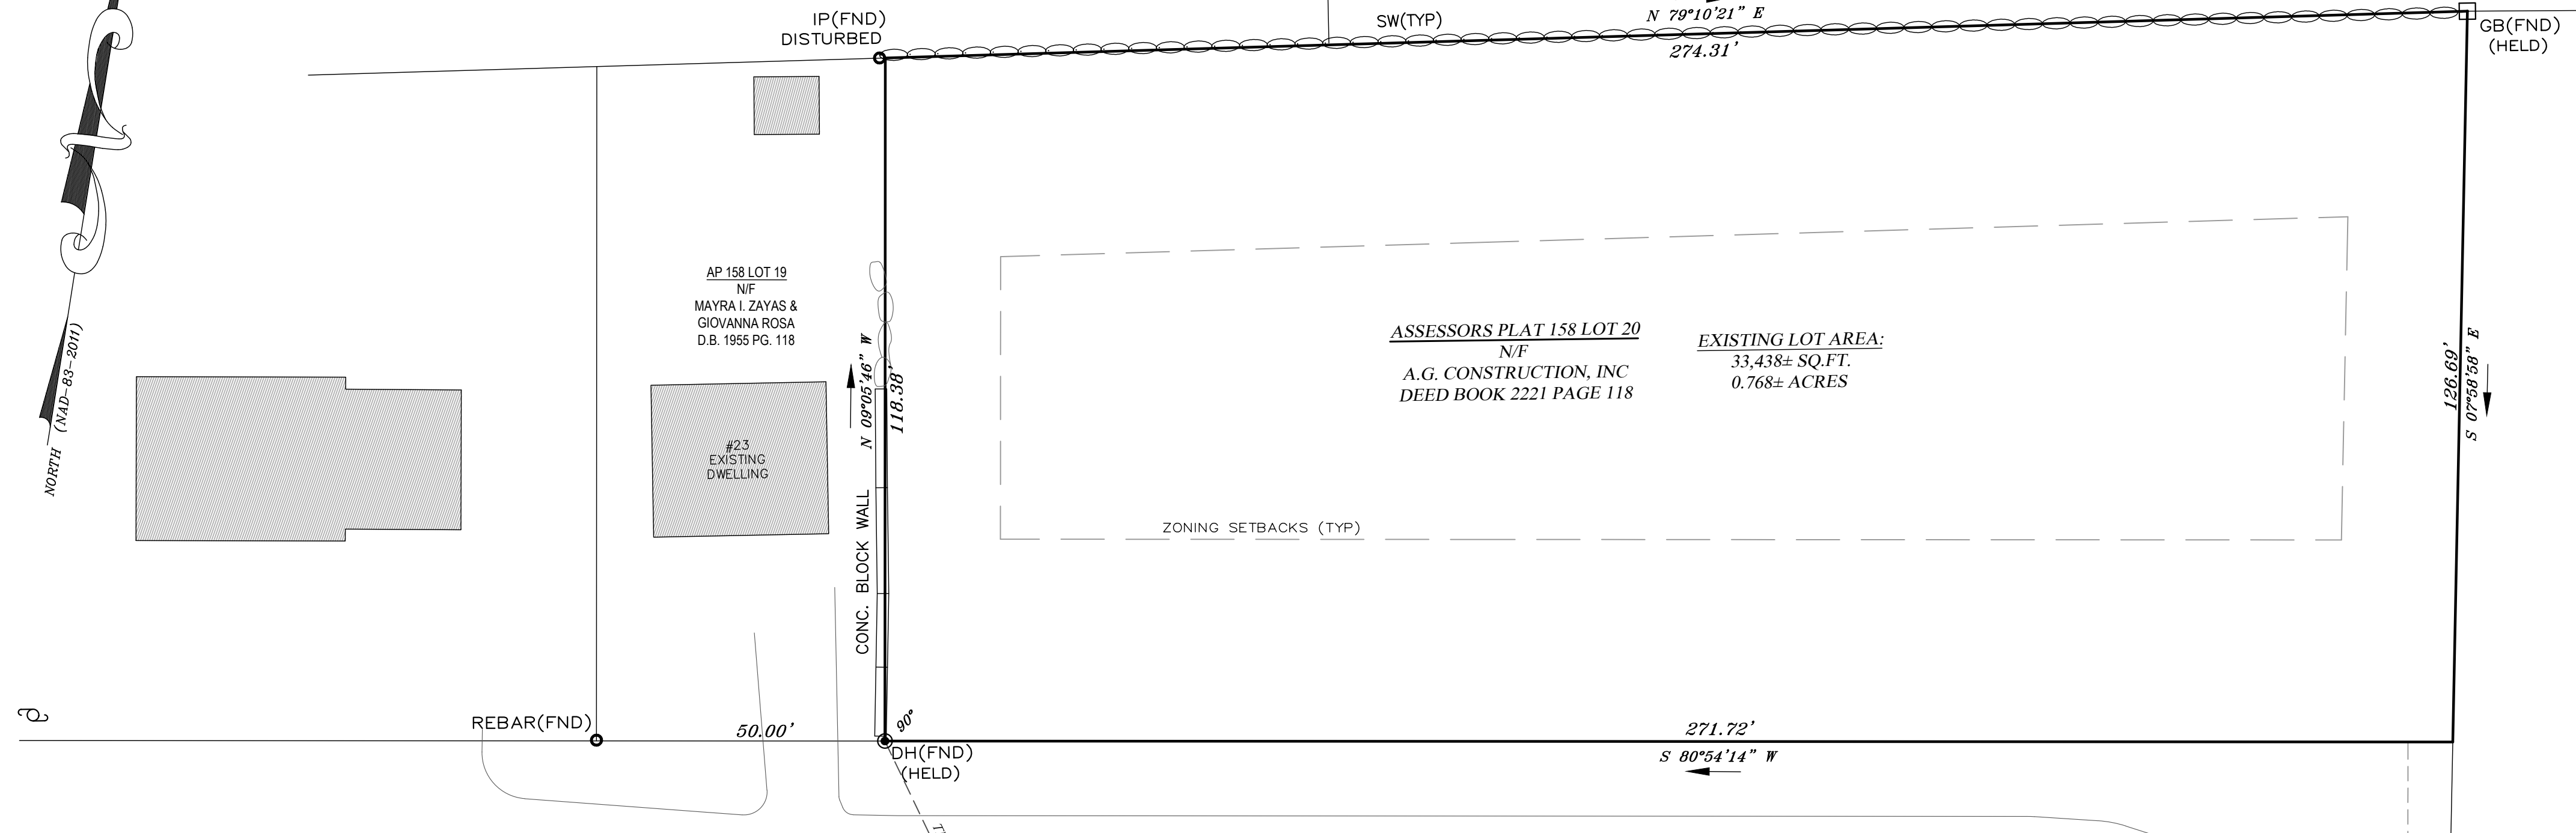 IP(FND)
DISTURBED
SW(TYP)
N 79°10'21" E
274.31'
GB(FND)
(HELD)
NORTH (NAD-83-2011)
AP 158 LOT 19
N/F
MAYRA I. ZAYAS &
GIOVANNA ROSA
D.B. 1955 PG. 118
N 09°05'46" W
118.38'
ASSESSORS PLAT 158 LOT 20
N/F
A.G. CONSTRUCTION, INC
DEED BOOK 2221 PAGE 118
EXISTING LOT AREA:
33,438± SQ.FT.
0.768± ACRES
126.69'
S 07°58'58" E
#23
EXISTING
DWELLING
CONC. BLOCK WALL
ZONING SETBACKS (TYP)
REBAR(FND)
50.00'
90°
DH(FND)
(HELD)
271.72'
S 80°54'14" W